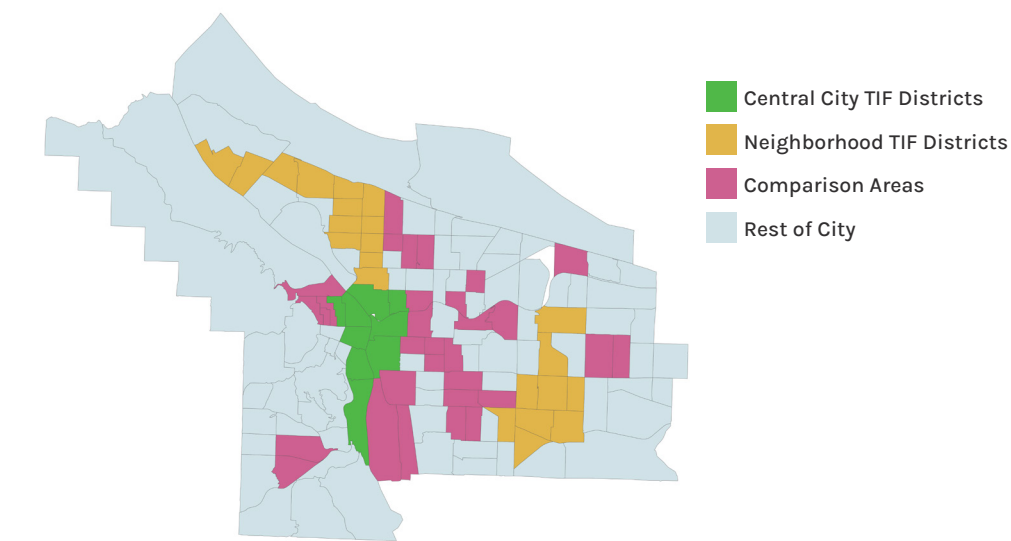 Central City TIF Districts
Neighborhood TIF Districts
Comparison Areas
Rest of City